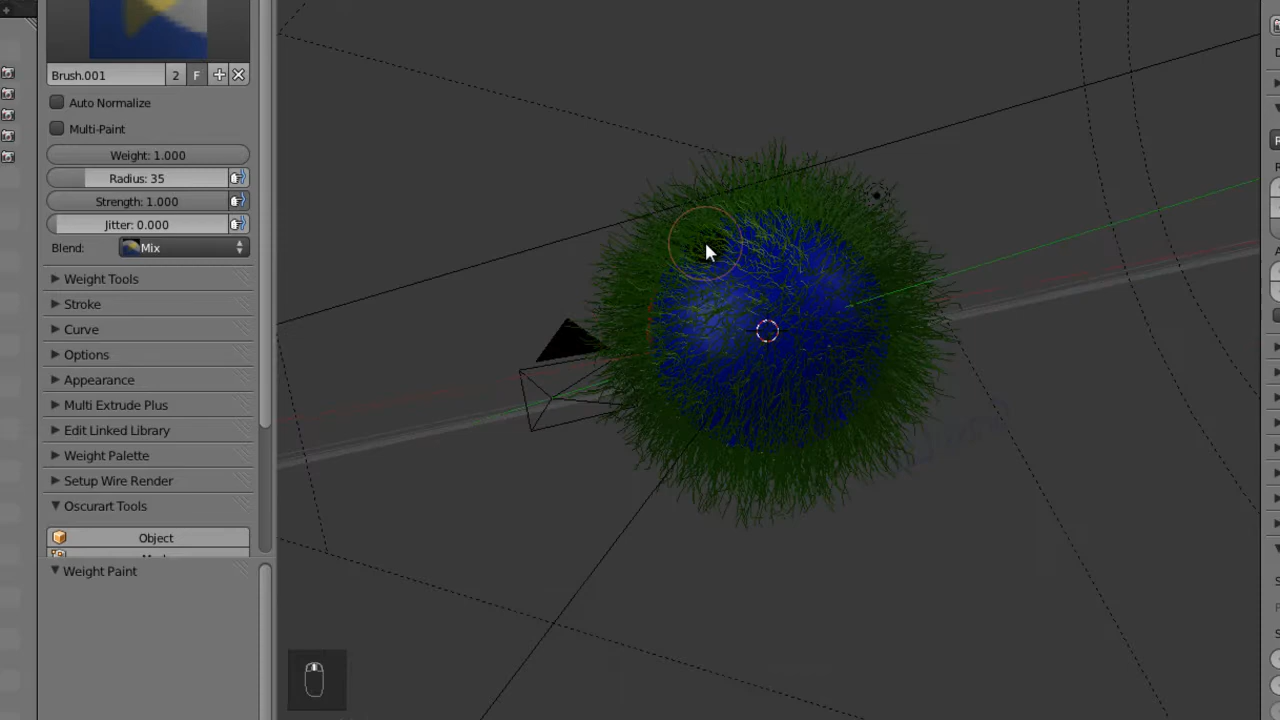 Brush.001 2 F
Auto Normalize
Multi-Paint
Weight: 1.000
Radius: 35
Strength: 1.000
Jitter: 0.000
Blend: Mix
Weight Tools
Stroke
Curve
Options
Appearance
Multi Extrude Plus
Edit Linked Library
Weight Palette
Setup Wire Render
Oscurart Tools
Object
Weight Paint